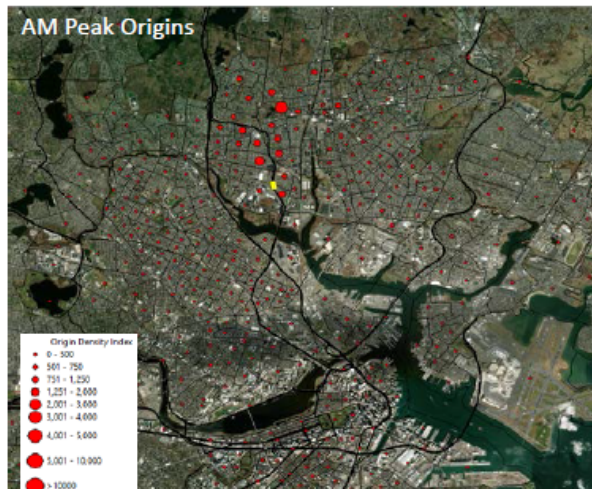 AM Peak Origins
Origin Density Index
0 - 500
501 - 750
751 - 1,250
1,251 - 2,000
2,001 - 3,000
3,001 - 4,000
4,001 - 5,000
5,001 - 10,000
>10000